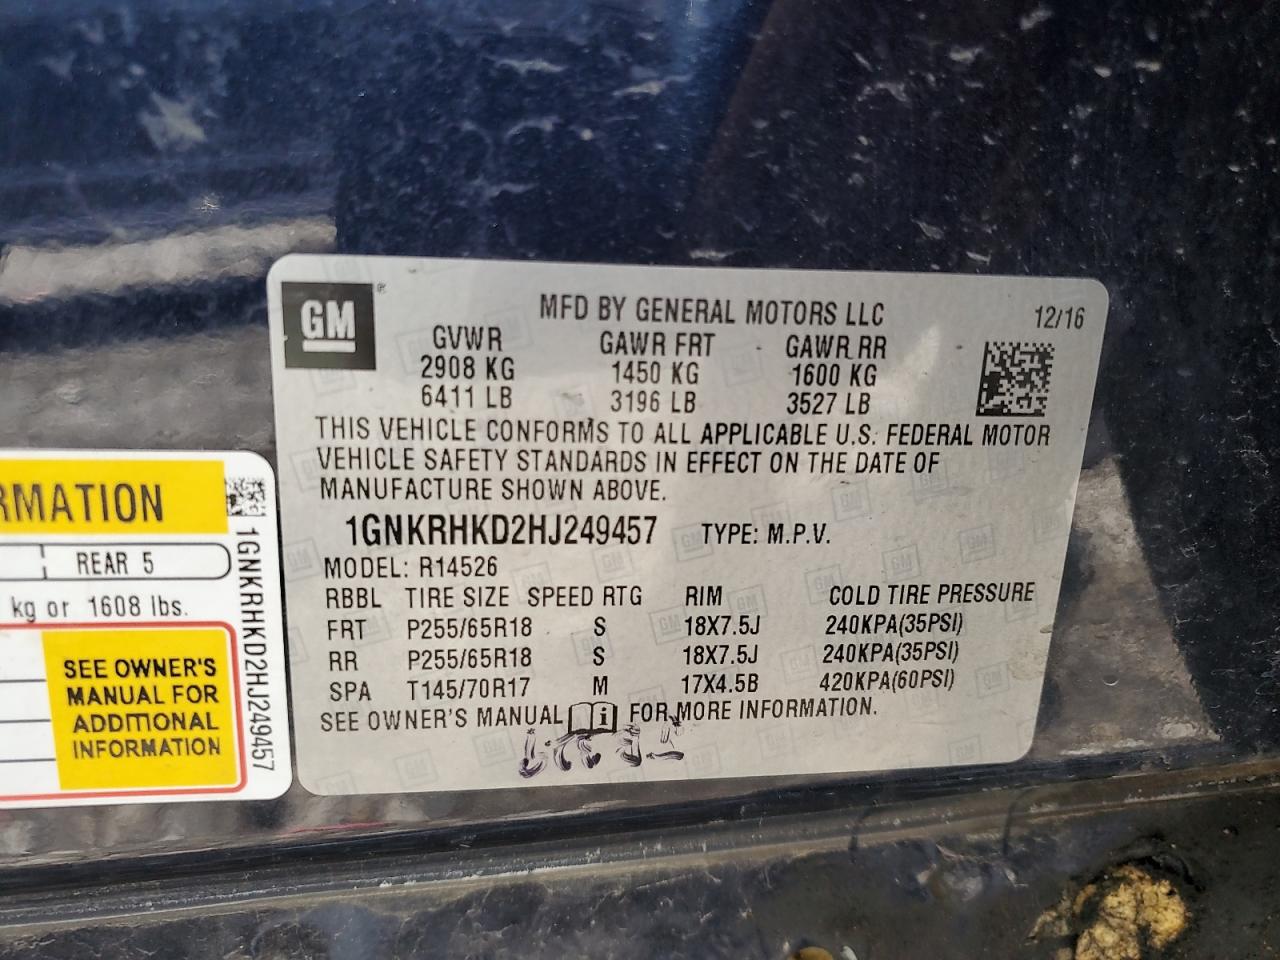 GM
MFD BY GENERAL MOTORS LLC
12/16
GVWR GAWR FRT GAWR RR
2908 KG 1450 KG 1600 KG
6411 LB 3196 LB 3527 LB
THIS VEHICLE CONFORMS TO ALL APPLICABLE U.S. FEDERAL MOTOR
VEHICLE SAFETY STANDARDS IN EFFECT ON THE DATE OF
MANUFACTURE SHOWN ABOVE.
1GNKRHKD2HJ249457 TYPE: M.P.V.
MODEL: R14526
RBBL TIRE SIZE SPEED RTG RIM COLD TIRE PRESSURE
FRT P255/65R18 S 18X7.5J 240KPA(35PSI)
RR P255/65R18 S 18X7.5J 240KPA(35PSI)
SPA T145/70R17 M 17X4.5B 420KPA(60PSI)
SEE OWNER'S MANUAL i FOR MORE INFORMATION.
RMATION
REAR 5
kg or 1608 lbs.
SEE OWNER'S
MANUAL FOR
ADDITIONAL
INFORMATION
1GNKRHKD2HJ249457